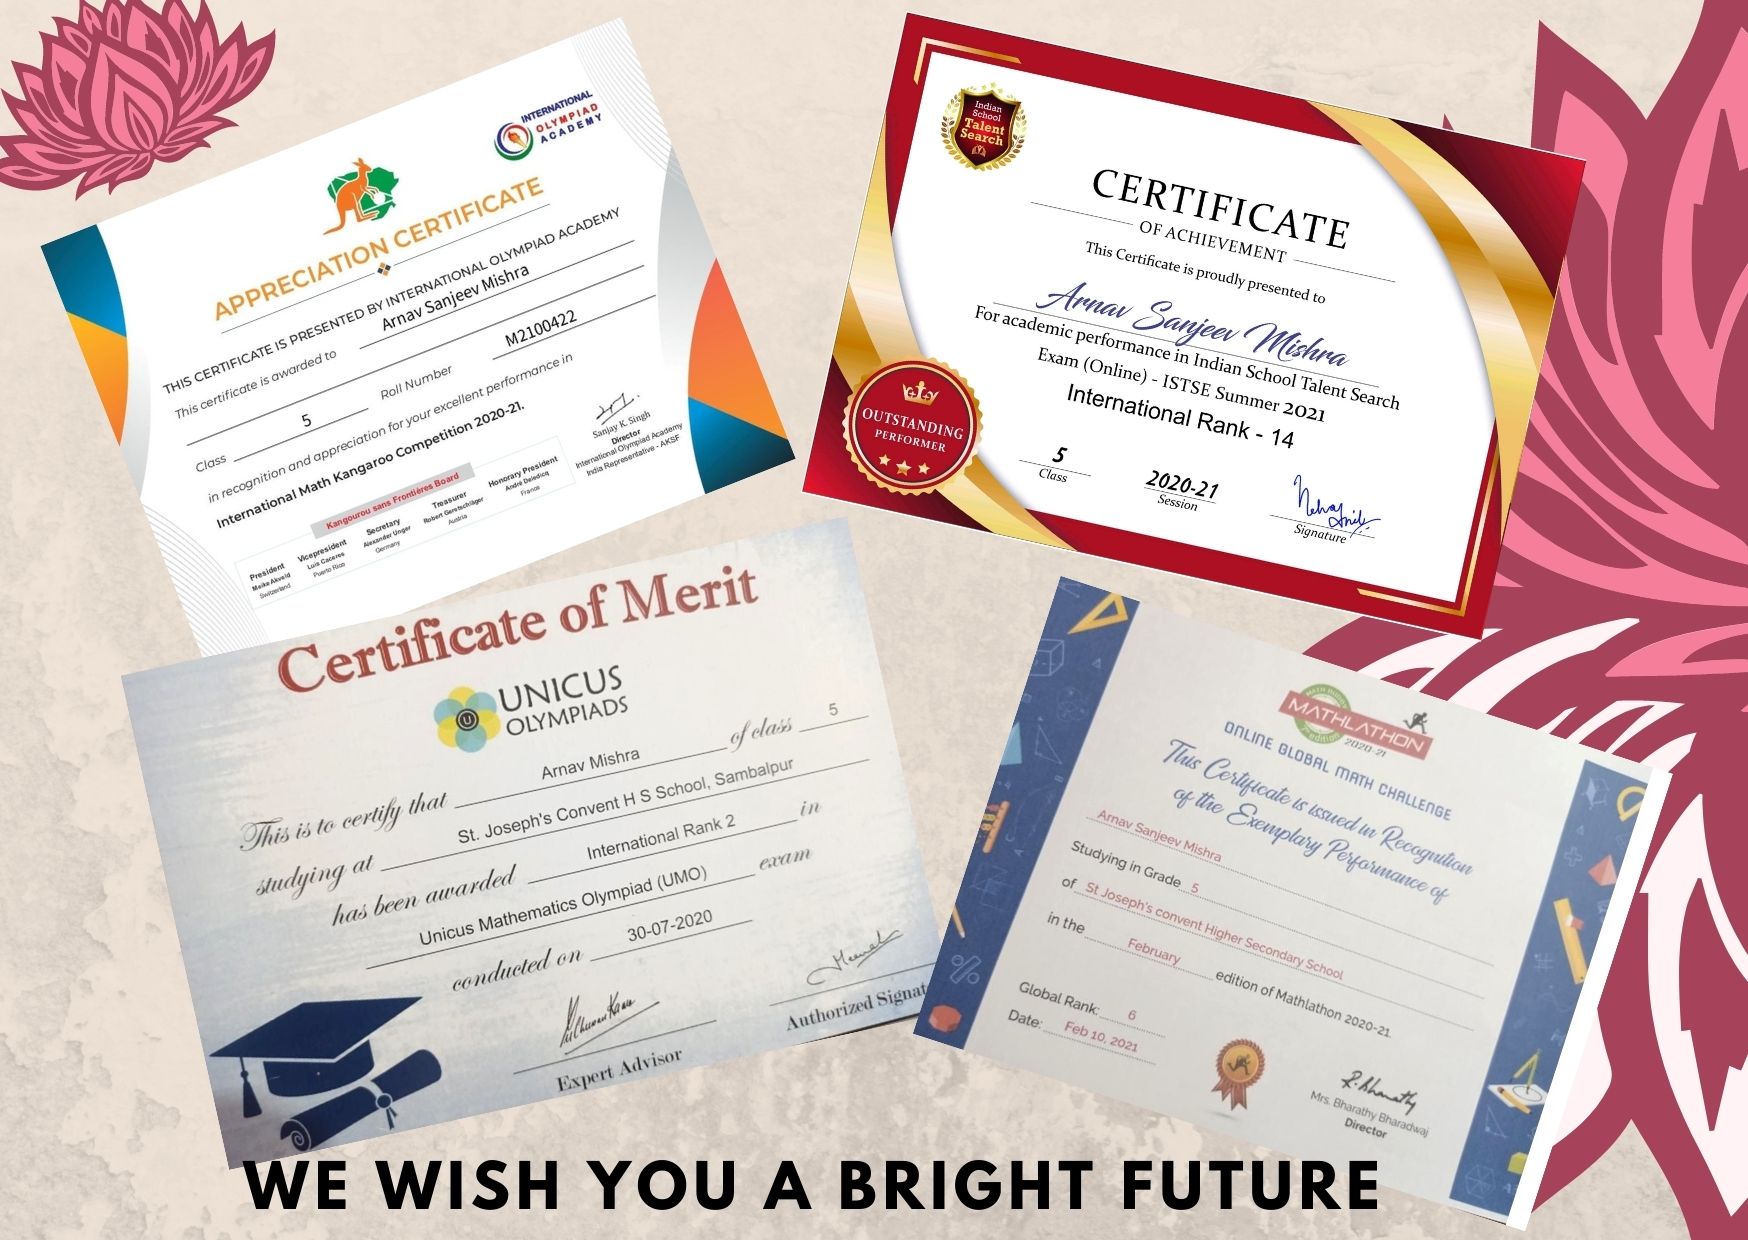 INTERNATIONAL
OLYMPIAD
ACADEMY
APPRECIATION CERTIFICATE
THIS CERTIFICATE IS PRESENTED BY INTERNATIONAL OLYMPIAD ACADEMY
This certificate is awarded to Arnav Sanjeev Mishra
Class 5 Roll Number M2100422
in recognition and appreciation for your excellent performance in
International Math Kangaroo Competition 2020-21.
Sanjay K. Singh
Director
International Olympiad Academy
India Representative - AKSF
Kangourou sans Frontières Board
President Vicepresident Secretary Treasurer Honorary President
Meike Akveld Luis Caceres Alexander Unger Robert Geretschläger André Deledicq
Switzerland Puerto Rico Germany Austria France
Indian
School
Talent
Search
CERTIFICATE
OF ACHIEVEMENT
This Certificate is proudly presented to
Arnav Sanjeev Mishra
For academic performance in Indian School Talent Search
Exam (Online) - ISTSE Summer 2021
International Rank - 14
OUTSTANDING
PERFORMER
5 2020-21
Class Session Signature
Certificate of Merit
UNICUS
OLYMPIADS
This is to certify that Arnav Mishra of class 5
studying at St. Joseph's Convent H S School, Sambalpur
has been awarded International Rank 2 in
Unicus Mathematics Olympiad (UMO) exam
conducted on 30-07-2020
Expert Advisor Authorized Signat
MATHLATHON
2020-21
ONLINE GLOBAL MATH CHALLENGE
This Certificate is issued in Recognition
of the Exemplary Performance of
Arnav Sanjeev Mishra
Studying in Grade 5
of St Joseph's convent Higher Secondary School
in the February edition of Mathlathon 2020-21.
Global Rank: 6
Date: Feb 10, 2021
Mrs. Bharathy Bharadwaj
Director
WE WISH YOU A BRIGHT FUTURE